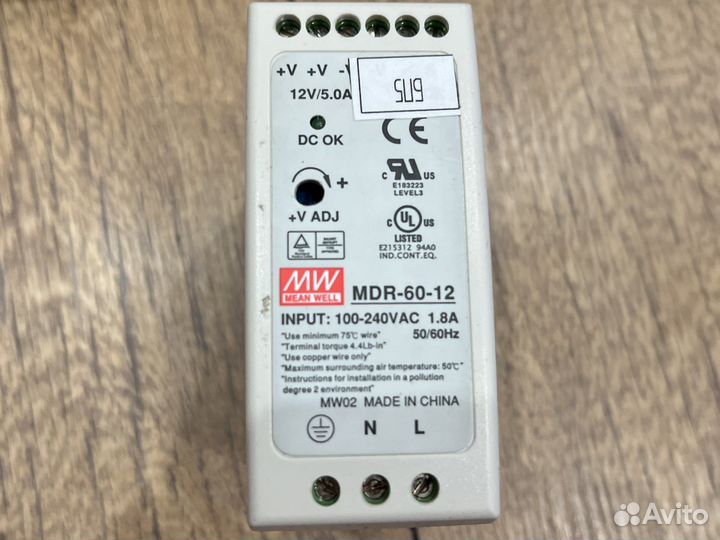 +V +V -V
12V/5.0A
6П5
DC OK
CE
+
+V ADJ
c RU US
E183223
LEVEL3
c UL US
LISTED
E215312 94A0
IND.CONT.EQ.
MW
MEAN WELL
MDR-60-12
INPUT: 100-240VAC 1.8A
50/60Hz
"Use minimum 75℃ wire"
"Terminal torque 4.4Lb-in"
"Use copper wire only"
"Maximum surrounding air temperature: 50℃"
"Instructions for installation in a pollution
degree 2 environment"
MW02 MADE IN CHINA
N L
Avito